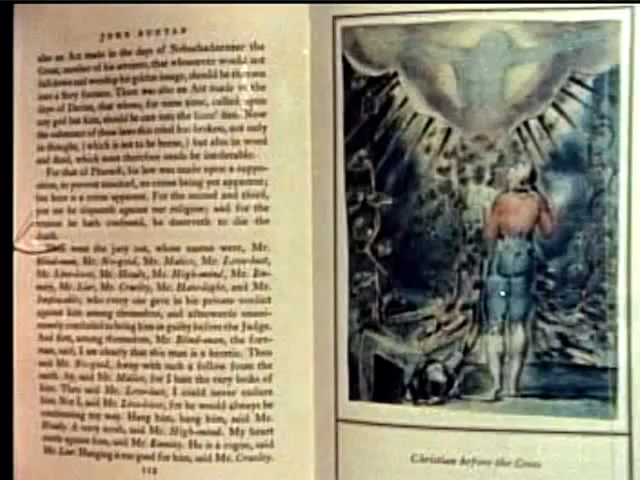 JOHN BUNYAN
also an Act made in the days of Nebuchadnezzar the
Great, another of his servants, that whosoever would not
fall down and worship his golden image, should be thrown
into a fiery furnace. There was also an Act made in the
days of Darius, that whoso, for some time, called upon
any god but him, should be cast into the lions' den. Now
the substance of these laws this rebel has broken, not only
in thought, (which is not to be borne,) but also in word
and deed, which must therefore needs be intolerable.
For that of Pharaoh, his law was made upon a suppo-
sition, to prevent mischief, no crime being yet apparent;
but here is a crime apparent. For the second and third,
you see he disputeth against our religion; and for the
treason he hath confessed, he deserveth to die the
death.
Then went the jury out, whose names were, Mr.
Blind-man, Mr. No-good, Mr. Malice, Mr. Love-lust,
Mr. Live-loose, Mr. Heady, Mr. High-mind, Mr. En-
mity, Mr. Liar, Mr. Cruelty, Mr. Hate-light, and Mr.
Implacable; who every one gave in his private verdict
against him among themselves, and afterwards unani-
mously concluded to bring him in guilty before the Judge.
And first, among themselves, Mr. Blind-man, the fore-
man, said, I see clearly that this man is a heretic. Then
said Mr. No-good, Away with such a fellow from the
earth. Ay, said Mr. Malice, for I hate the very looks of
him. Then said Mr. Love-lust, I could never endure
him. Nor I, said Mr. Live-loose, for he would always be
condemning my way. Hang him, hang him, said Mr.
Heady. A sorry scrub, said Mr. High-mind. My heart
riseth against him, said Mr. Enmity. He is a rogue, said
Mr. Liar. Hanging is too good for him, said Mr. Cruelty.
112
Christian before the Cross